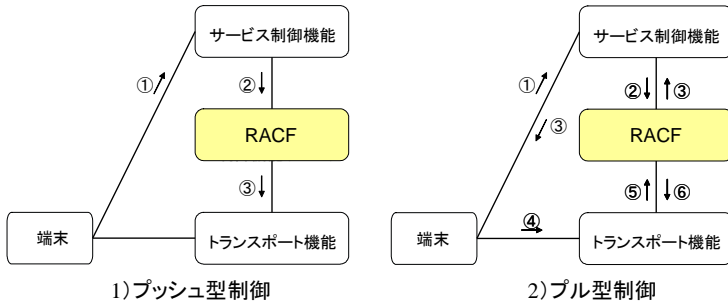 サービス制御機能
①
②
RACF
③
端末
トランスポート機能
1)プッシュ型制御
サービス制御機能
①
②
③
③
RACF
⑤
⑥
④
端末
トランスポート機能
2)プル型制御